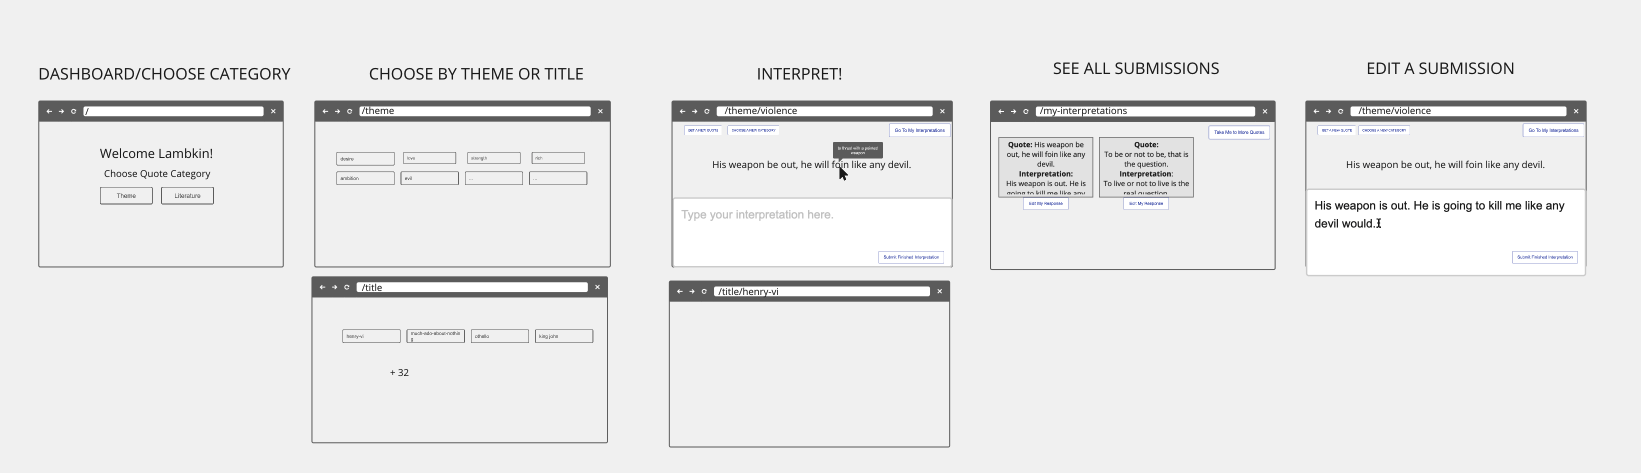 DASHBOARD/CHOOSE CATEGORY
/
Welcome Lambkin!
Choose Quote Category
Theme
Literature
CHOOSE BY THEME OR TITLE
/theme
desire
love
strength
rich
ambition
evil
...
...
/title
henry-vi
much-ado-about-nothin
g
othello
king john
+ 32
INTERPRET!
/theme/violence
GET A NEW QUOTE
CHOOSE A NEW CATEGORY
Go To My Interpretations
to thrust with a pointed
weapon
His weapon be out, he will foin like any devil.
Type your interpretation here.
Submit Finished Interpretation
/title/henry-vi
SEE ALL SUBMISSIONS
/my-interpretations
Take Me to More Quotes
Quote: His weapon be
out, he will foin like any
devil.
Interpretation:
His weapon is out. He is
going to kill me like any
Edit My Response
Quote:
To be or not to be, that is
the question.
Interpretation:
To live or not to live is the
real question.
Edit My Response
EDIT A SUBMISSION
/theme/violence
GET A NEW QUOTE
CHOOSE A NEW CATEGORY
Go To My Interpretations
His weapon be out, he will foin like any devil.
His weapon is out. He is going to kill me like any
devil would.
Submit Finished Interpretation